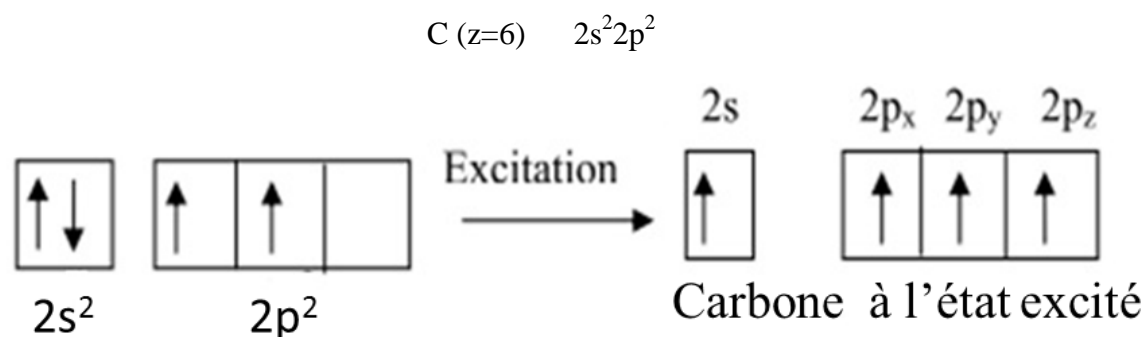 C (z=6) 2s²2p²
2s 2pₓ 2pᵧ 2p_z
Excitation
2s² 2p² Carbone à l'état excité